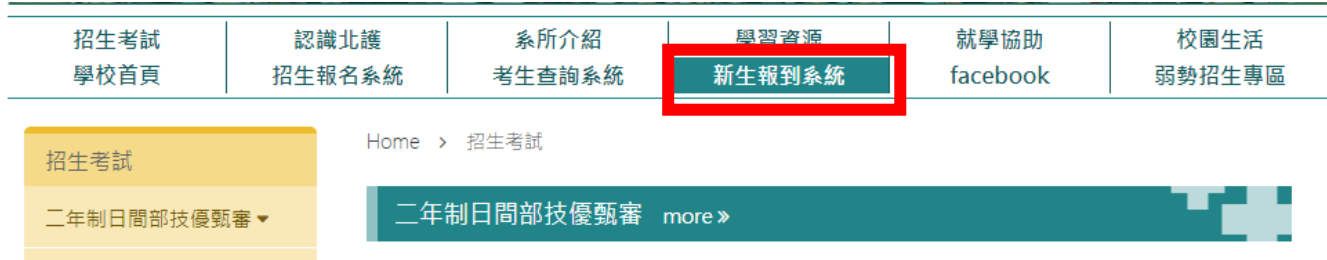 招生考試 認識北護 系所介紹 學習資源 就學協助 校園生活
學校首頁 招生報名系統 考生查詢系統 新生報到系統 facebook 弱勢招生專區
Home > 招生考試
招生考試
二年制日間部技優甄審 more »
二年制日間部技優甄審 ▾